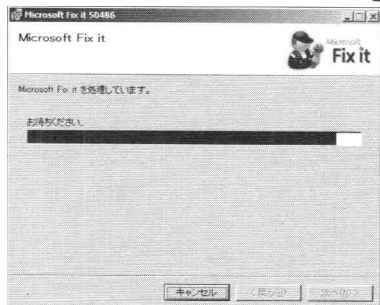 Microsoft Fix it 50486
Microsoft Fix it
Microsoft
Fix it
Microsoft Fix it を処理しています。
お待ちください。
キャンセル
< 戻る(B)
次へ(N) >